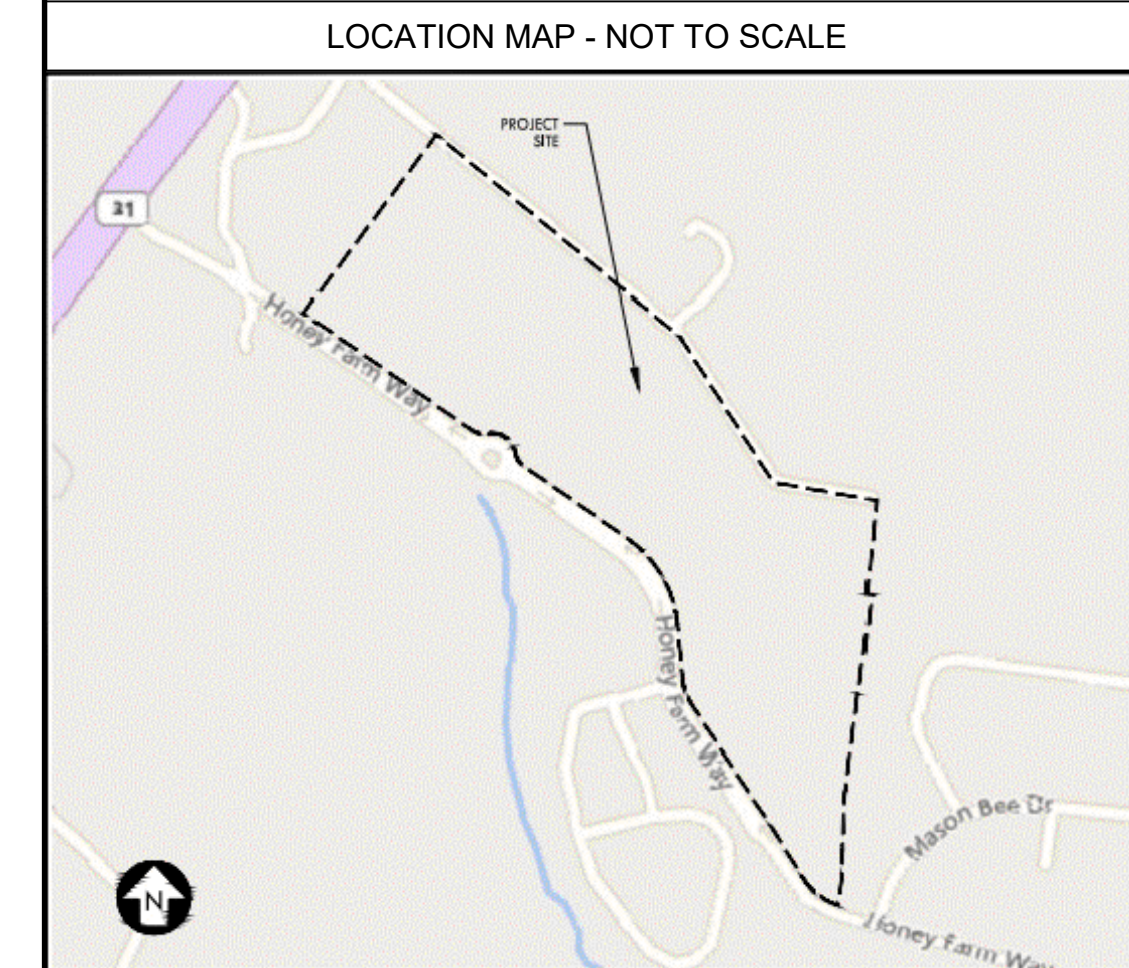 LOCATION MAP - NOT TO SCALE
PROJECT
SITE
31
Honey Farm Way
Honey Farm Way
Mason Bee Dr
N
Honey Farm Way